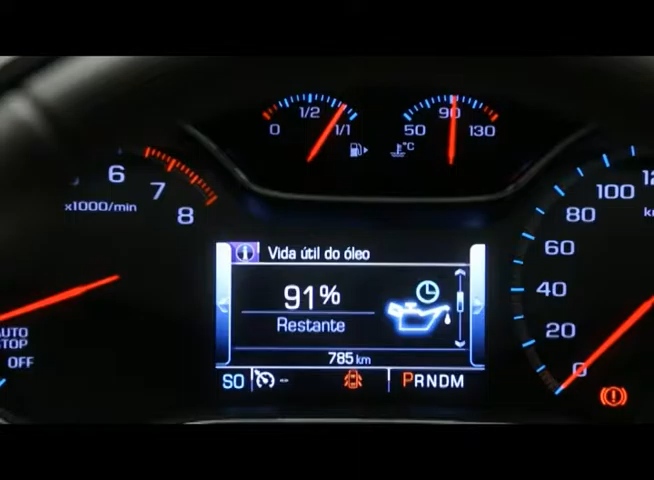 0 1/2 1/1
50 90 130
°C
6 7 8
x1000/min
Vida útil do óleo
91%
Restante
785 km
SO
PRNDM
AUTO
STOP
OFF
0 20 40 60 80 100